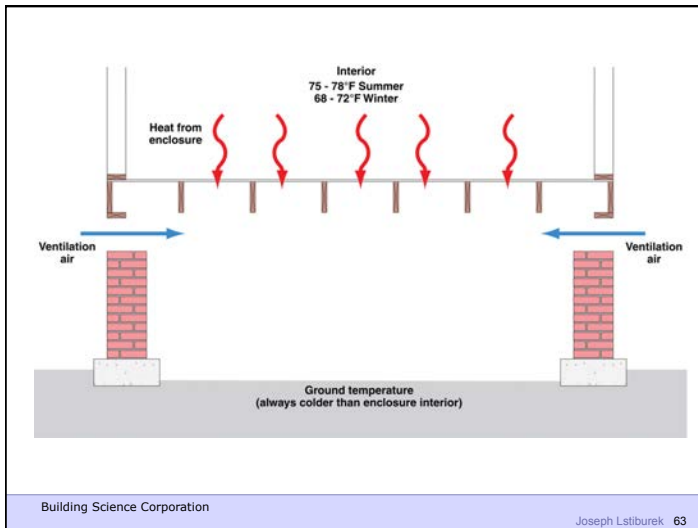 Interior
75 - 78°F Summer
68 - 72°F Winter
Heat from
enclosure
Ventilation
air
Ventilation
air
Ground temperature
(always colder than enclosure interior)
Building Science Corporation
Joseph Lstiburek 63